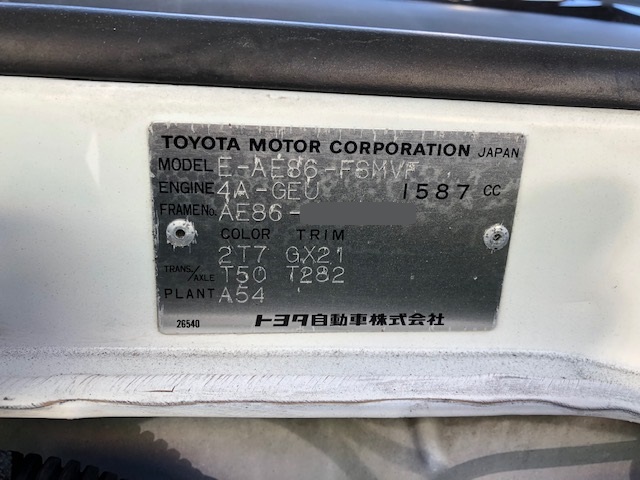 TOYOTA MOTOR CORPORATION JAPAN
MODEL E-AE86-FSMVF
ENGINE 4A-GEU 1587 CC
FRAME No. AE86-
COLOR TRIM
2T7 GX21
TRANS./AXLE T50 T282
PLANT A54
26540 トヨタ自動車株式会社